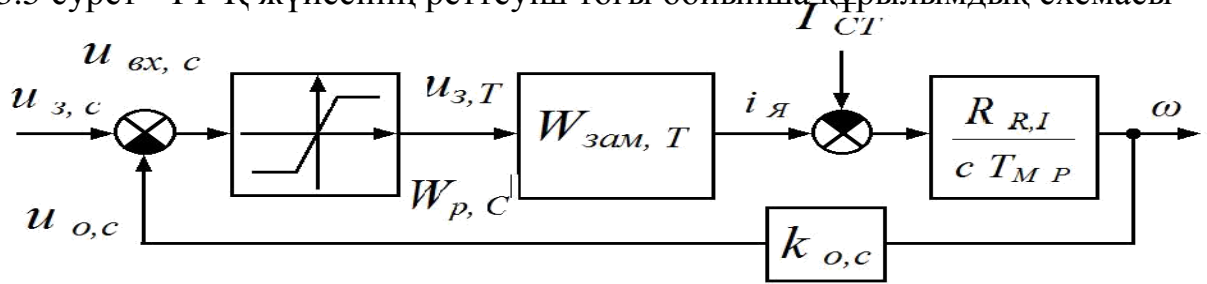 u вх, с
u з, с
u з,Т
W р, С
W зам, Т
i Я
I СТ
R R,I
с T М Р
ω
u о,с
k о,с